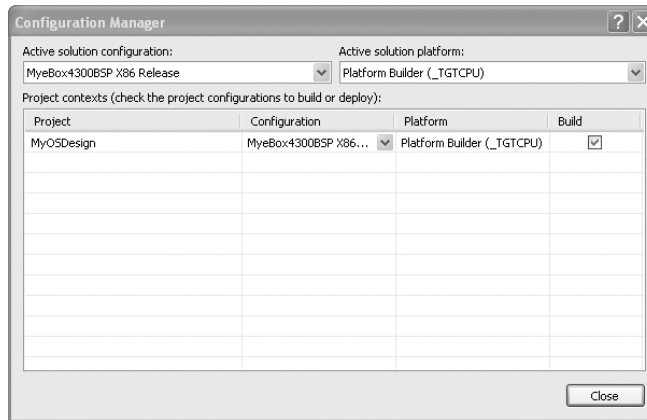 Configuration Manager
Active solution configuration: Active solution platform:
MyeBox4300BSP X86 Release Platform Builder (_TGTCPU)
Project contexts (check the project configurations to build or deploy):
Project Configuration Platform Build
MyOSDesign MyeBox4300BSP X86... Platform Builder (_TGTCPU)
Close